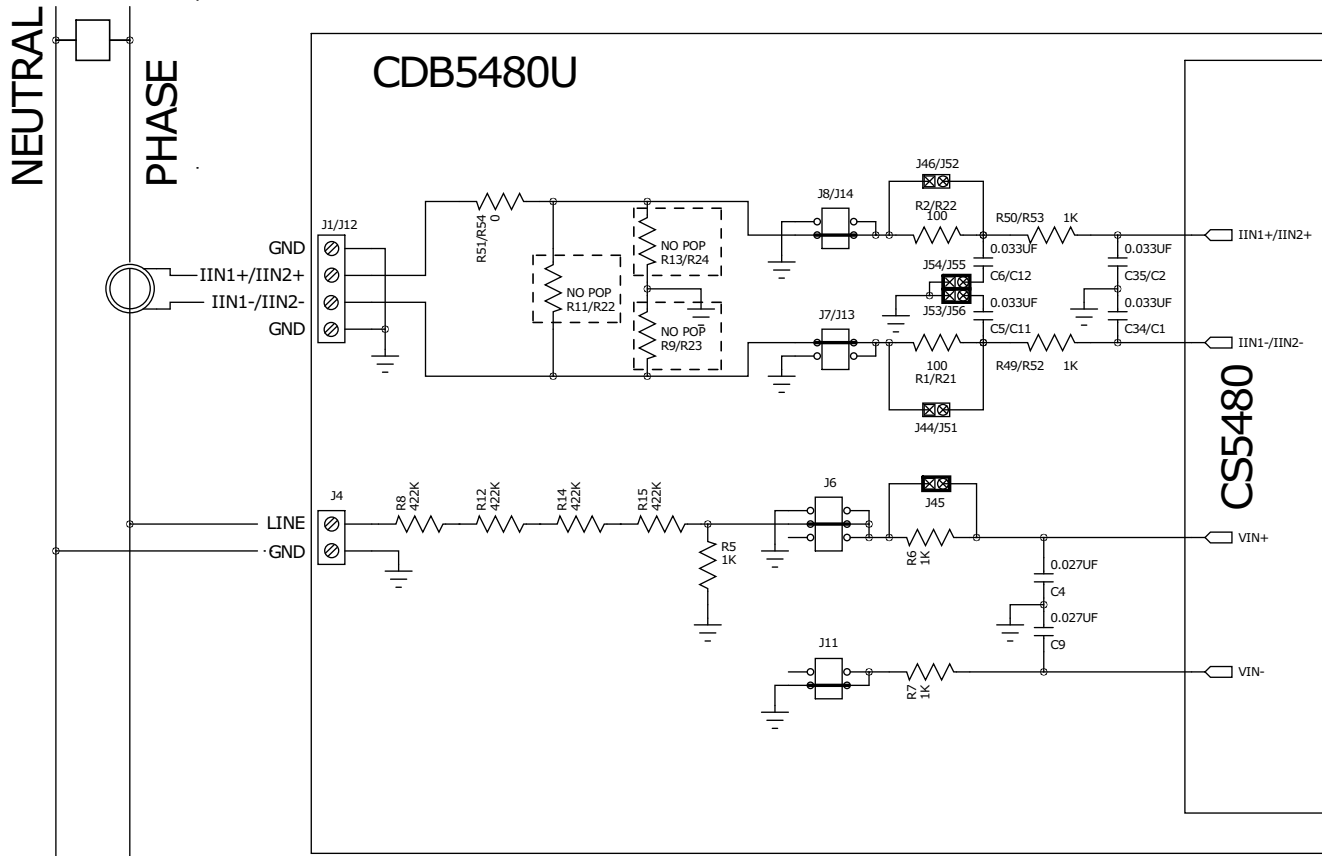 NEUTRAL
PHASE
CDB5480U
CS5480
J1/J12
GND
IIN1+/IIN2+
IIN1-/IIN2-
GND
R51/R54
0
NO POP
R11/R22
NO POP
R13/R24
NO POP
R9/R23
J8/J14
J7/J13
J46/J52
R2/R22
100
R50/R53
1K
0.033UF
C6/C12
J54/J55
J53/J56
0.033UF
C5/C11
0.033UF
C35/C2
0.033UF
C34/C1
100
R1/R21
R49/R52
1K
J44/J51
IIN1+/IIN2+
IIN1-/IIN2-
J4
LINE
GND
R8
422K
R12
422K
R14
422K
R15
422K
R5
1K
J6
J45
R6
1K
0.027UF
C4
0.027UF
C9
J11
R7
1K
VIN+
VIN-